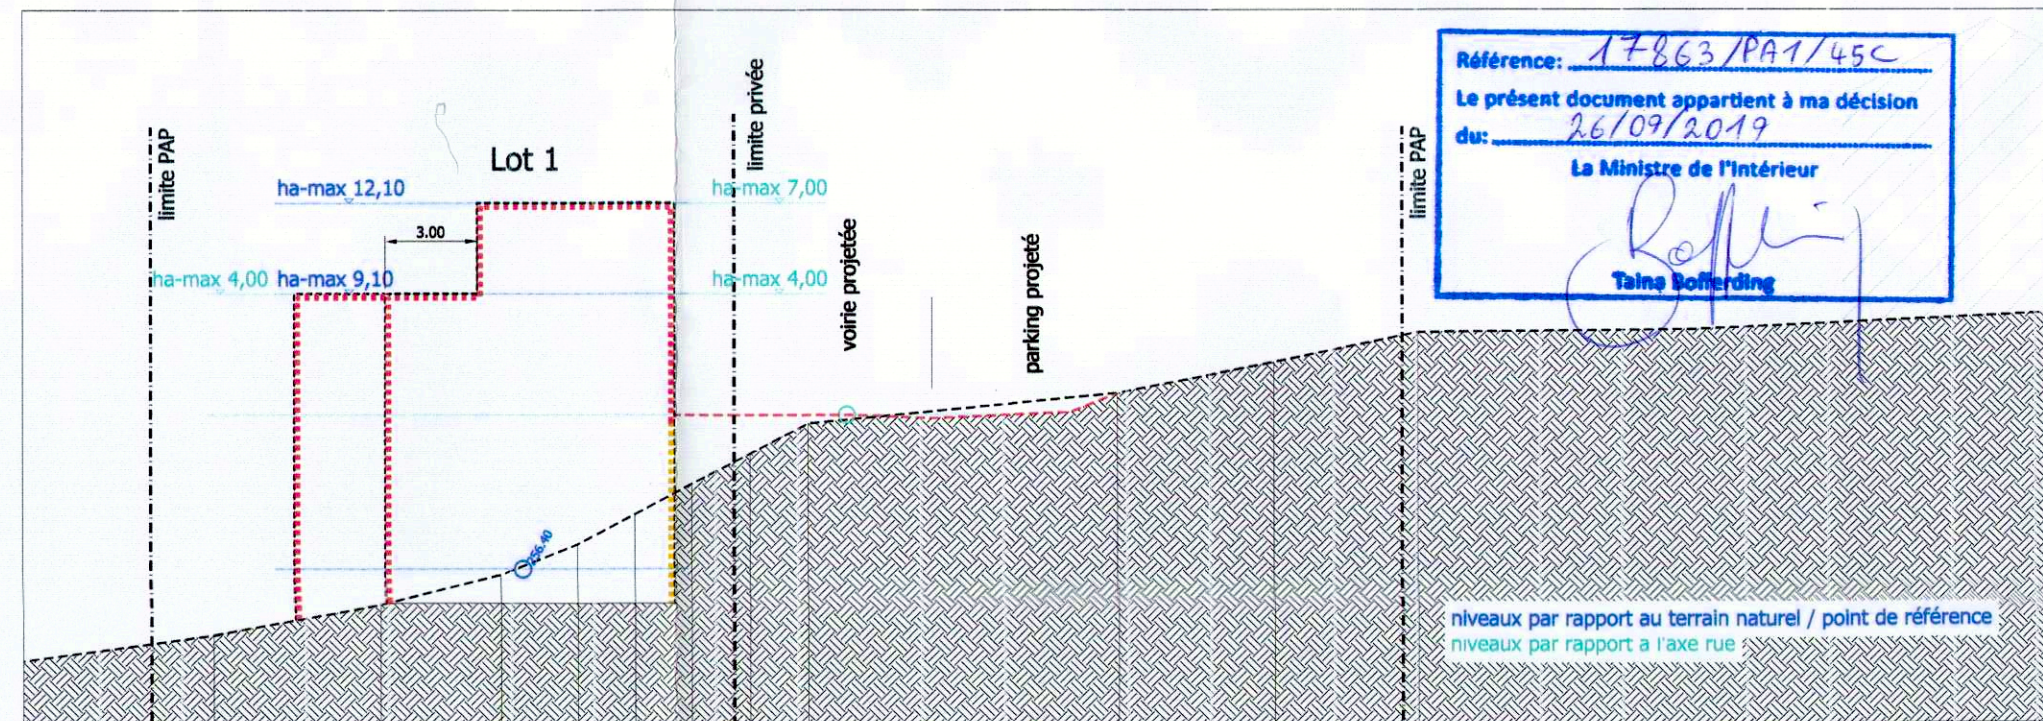 Référence: 17863/PA1/45C
Le présent document appartient à ma décision
du: 26/09/2019
La Ministre de l'Intérieur
Taina Bofferding
limite PAP
Lot 1
limite privée
limite PAP
ha-max 12,10
ha-max 7,00
3.00
ha-max 4,00
ha-max 9,10
ha-max 4,00
voirie projetée
parking projeté
256.40
niveaux par rapport au terrain naturel / point de référence
niveaux par rapport a l'axe rue